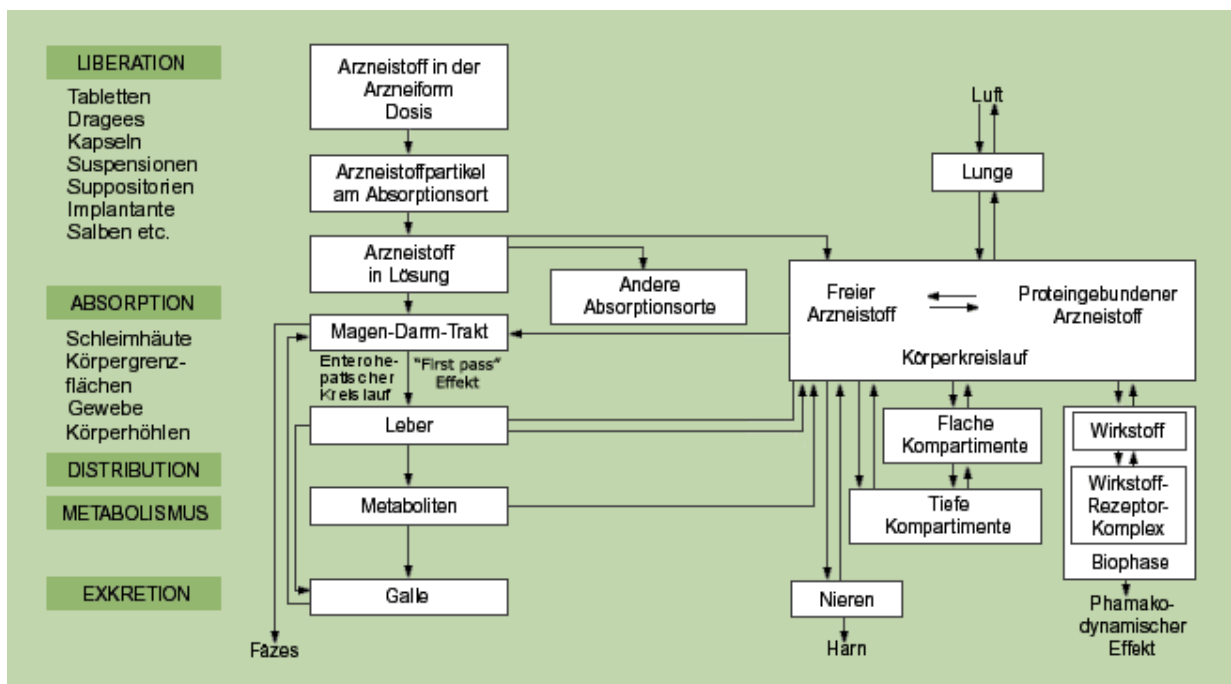 LIBERATION
Tabletten
Dragees
Kapseln
Suspensionen
Suppositorien
Implantante
Salben etc.
ABSORPTION
Schleimhäute
Körpergrenz-
flächen
Gewebe
Körperhöhlen
DISTRIBUTION
METABOLISMUS
EXKRETION
Arzneistoff in der
Arzneiform
Dosis
Arzneistoffpartikel
am Absorptionsort
Arzneistoff
in Lösung
Andere
Absorptionsorte
Magen-Darm-Trakt
Enterohe-
patischer
Kreislauf
"First pass"
Effekt
Leber
Metaboliten
Galle
Fäzes
Luft
Lunge
Freier
Arzneistoff
Proteingebundener
Arzneistoff
Körperkreislauf
Flache
Kompartimente
Tiefe
Kompartimente
Nieren
Harn
Wirkstoff
Wirkstoff-
Rezeptor-
Komplex
Biophase
Phamako-
dynamischer
Effekt